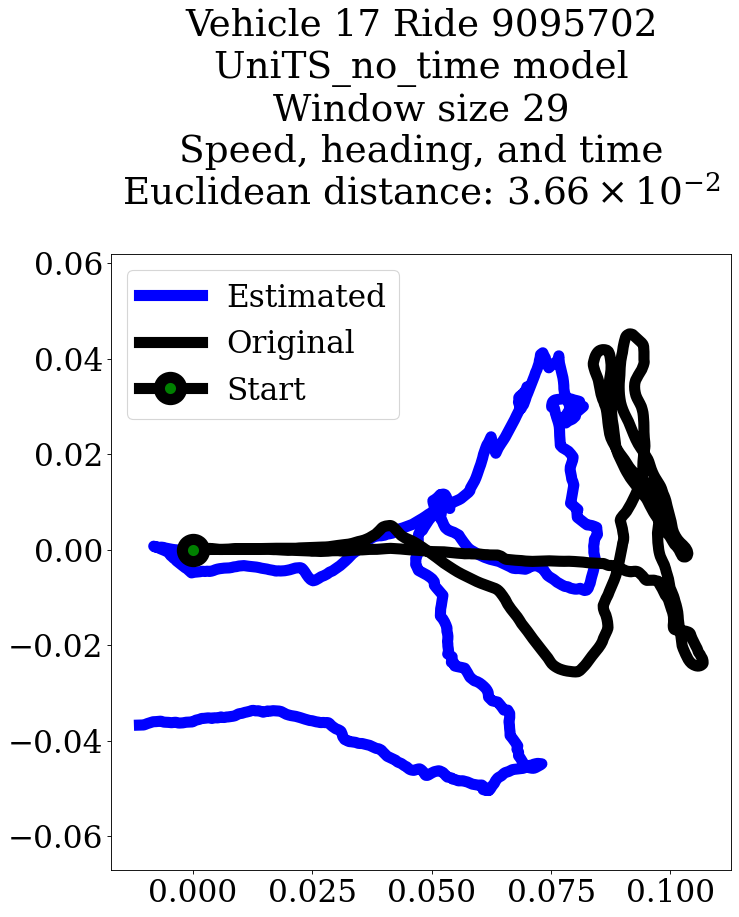 Vehicle 17 Ride 9095702
UniTS_no_time model
Window size 29
Speed, heading, and time
Euclidean distance: 3.66 × 10⁻²
0.06
0.04
0.02
0.00
−0.02
−0.04
−0.06
Estimated
Original
Start
0.000 0.025 0.050 0.075 0.100